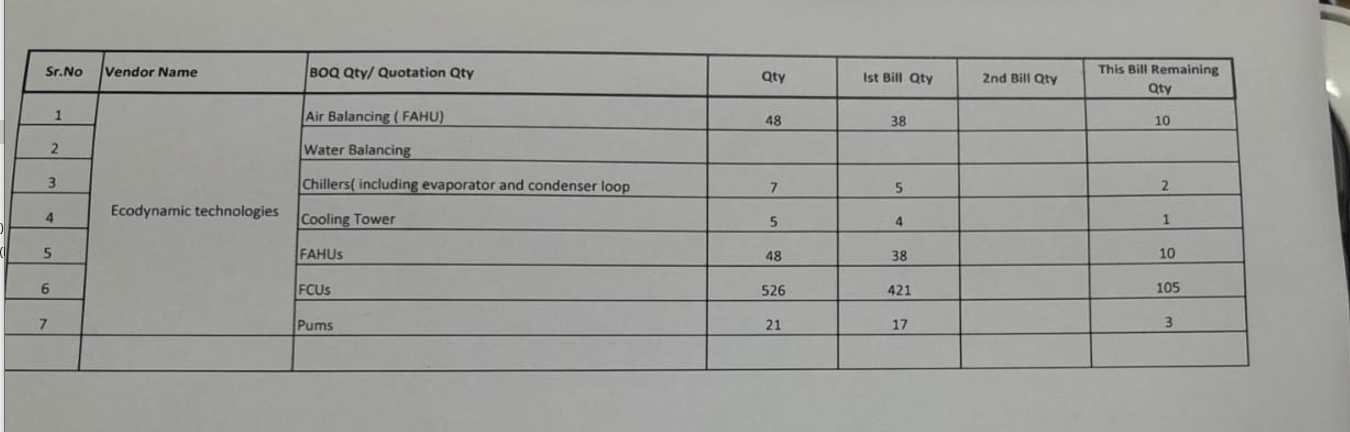 Sr.No Vendor Name BOQ Qty/ Quotation Qty Qty Ist Bill Qty 2nd Bill Qty This Bill Remaining Qty
1 Air Balancing ( FAHU) 48 38 10
2 Water Balancing
3 Chillers( including evaporator and condenser loop 7 5 2
Ecodynamic technologies
4 Cooling Tower 5 4 1
5 FAHUs 48 38 10
6 FCUs 526 421 105
7 Pums 21 17 3